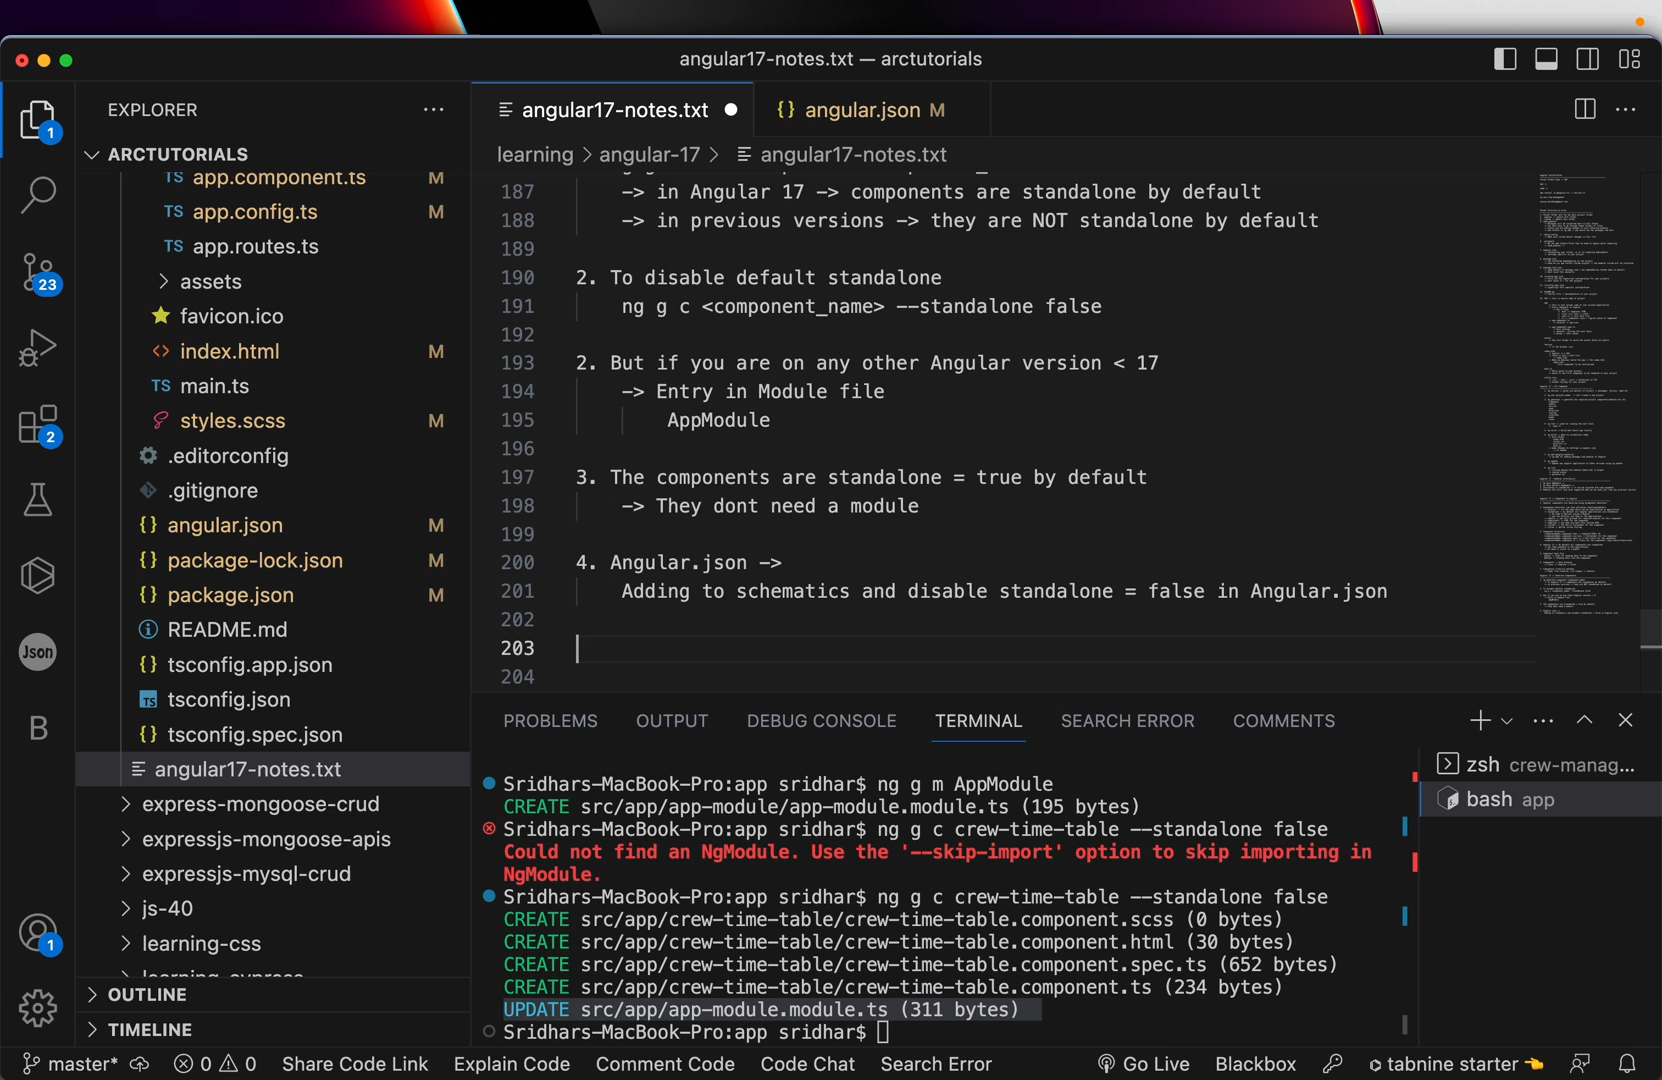 angular17-notes.txt — arctutorials
EXPLORER
angular17-notes.txt
angular.json M
ARCTUTORIALS
learning > angular-17 > angular17-notes.txt
TS app.component.ts M
TS app.config.ts M
TS app.routes.ts
assets
favicon.ico
index.html M
TS main.ts
styles.scss M
.editorconfig
.gitignore
{} angular.json M
{} package-lock.json M
{} package.json M
README.md
{} tsconfig.app.json
TS tsconfig.json
{} tsconfig.spec.json
angular17-notes.txt
express-mongoose-crud
expressjs-mongoose-apis
expressjs-mysql-crud
js-40
learning-css
learning-express
OUTLINE
TIMELINE
1
23
2
Json
B
1
187 -> in Angular 17 -> components are standalone by default
188 -> in previous versions -> they are NOT standalone by default
189
190 2. To disable default standalone
191 ng g c <component_name> --standalone false
192
193 2. But if you are on any other Angular version < 17
194 -> Entry in Module file
195 AppModule
196
197 3. The components are standalone = true by default
198 -> They dont need a module
199
200 4. Angular.json ->
201 Adding to schematics and disable standalone = false in Angular.json
202
203
204
PROBLEMS OUTPUT DEBUG CONSOLE TERMINAL SEARCH ERROR COMMENTS
Sridhars-MacBook-Pro:app sridhar$ ng g m AppModule
CREATE src/app/app-module/app-module.module.ts (195 bytes)
Sridhars-MacBook-Pro:app sridhar$ ng g c crew-time-table --standalone false
Could not find an NgModule. Use the '--skip-import' option to skip importing in
NgModule.
Sridhars-MacBook-Pro:app sridhar$ ng g c crew-time-table --standalone false
CREATE src/app/crew-time-table/crew-time-table.component.scss (0 bytes)
CREATE src/app/crew-time-table/crew-time-table.component.html (30 bytes)
CREATE src/app/crew-time-table/crew-time-table.component.spec.ts (652 bytes)
CREATE src/app/crew-time-table/crew-time-table.component.ts (234 bytes)
UPDATE src/app/app-module.module.ts (311 bytes)
Sridhars-MacBook-Pro:app sridhar$
zsh crew-manag...
bash app
master* 0 0 Share Code Link Explain Code Comment Code Code Chat Search Error Go Live Blackbox tabnine starter